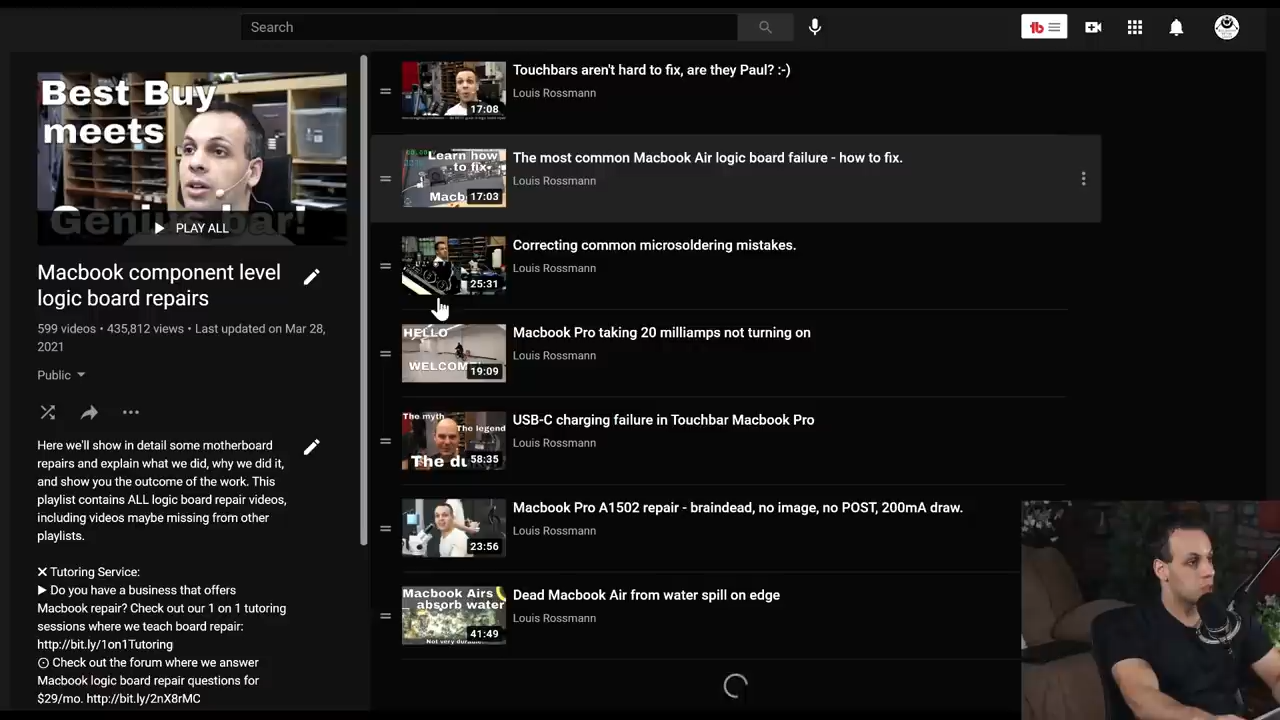 Search
Best Buy
meets
Genius bar!
PLAY ALL
Macbook component level
logic board repairs
599 videos • 435,812 views • Last updated on Mar 28,
2021
Public
Here we'll show in detail some motherboard
repairs and explain what we did, why we did it,
and show you the outcome of the work. This
playlist contains ALL logic board repair videos,
including videos maybe missing from other
playlists.
❌ Tutoring Service:
► Do you have a business that offers
Macbook repair? Check out our 1 on 1 tutoring
sessions where we teach board repair:
http://bit.ly/1on1Tutoring
⊙ Check out the forum where we answer
Macbook logic board repair questions for
$29/mo. http://bit.ly/2nX8rMC
17:08
Touchbars aren't hard to fix, are they Paul? :-)
Louis Rossmann
Learn how
to fix
Macb
17:03
The most common Macbook Air logic board failure - how to fix.
Louis Rossmann
25:31
Correcting common microsoldering mistakes.
Louis Rossmann
HELLO
WELCOME
19:09
Macbook Pro taking 20 milliamps not turning on
Louis Rossmann
The myth
The legend
The du
58:35
USB-C charging failure in Touchbar Macbook Pro
Louis Rossmann
23:56
Macbook Pro A1502 repair - braindead, no image, no POST, 200mA draw.
Louis Rossmann
Macbook Airs
absorb water
41:49
Not very durable
Dead Macbook Air from water spill on edge
Louis Rossmann